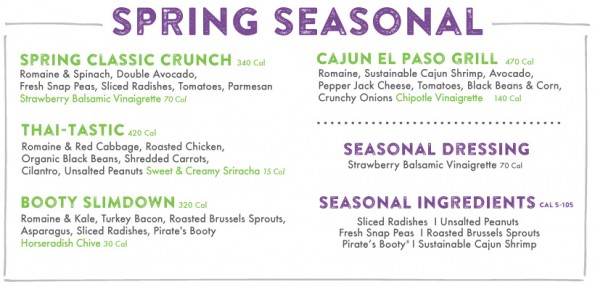 SPRING SEASONAL
SPRING CLASSIC CRUNCH 340 Cal
Romaine & Spinach, Double Avocado,
Fresh Snap Peas, Sliced Radishes, Tomatoes, Parmesan
Strawberry Balsamic Vinaigrette 70 Cal
THAI-TASTIC 420 Cal
Romaine & Red Cabbage, Roasted Chicken,
Organic Black Beans, Shredded Carrots,
Cilantro, Unsalted Peanuts Sweet & Creamy Sriracha 15 Cal
BOOTY SLIMDOWN 320 Cal
Romaine & Kale, Turkey Bacon, Roasted Brussels Sprouts,
Asparagus, Sliced Radishes, Pirate's Booty
Horseradish Chive 30 Cal
CAJUN EL PASO GRILL 470 Cal
Romaine, Sustainable Cajun Shrimp, Avocado,
Pepper Jack Cheese, Tomatoes, Black Beans & Corn,
Crunchy Onions Chipotle Vinaigrette 140 Cal
SEASONAL DRESSING
Strawberry Balsamic Vinaigrette 70 Cal
SEASONAL INGREDIENTS CAL 5-105
Sliced Radishes I Unsalted Peanuts
Fresh Snap Peas I Roasted Brussels Sprouts
Pirate's Booty® I Sustainable Cajun Shrimp